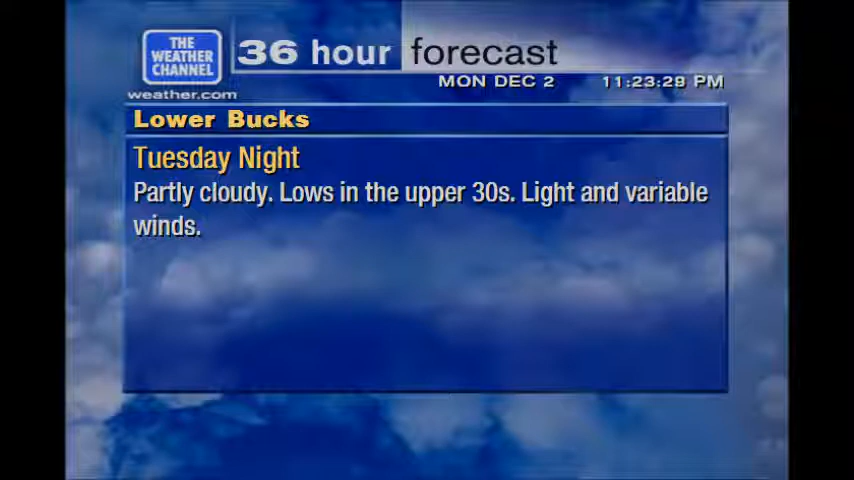 THE
WEATHER
CHANNEL
weather.com
36 hour forecast
MON DEC 2 11:23:29 PM
Lower Bucks
Tuesday Night
Partly cloudy. Lows in the upper 30s. Light and variable
winds.